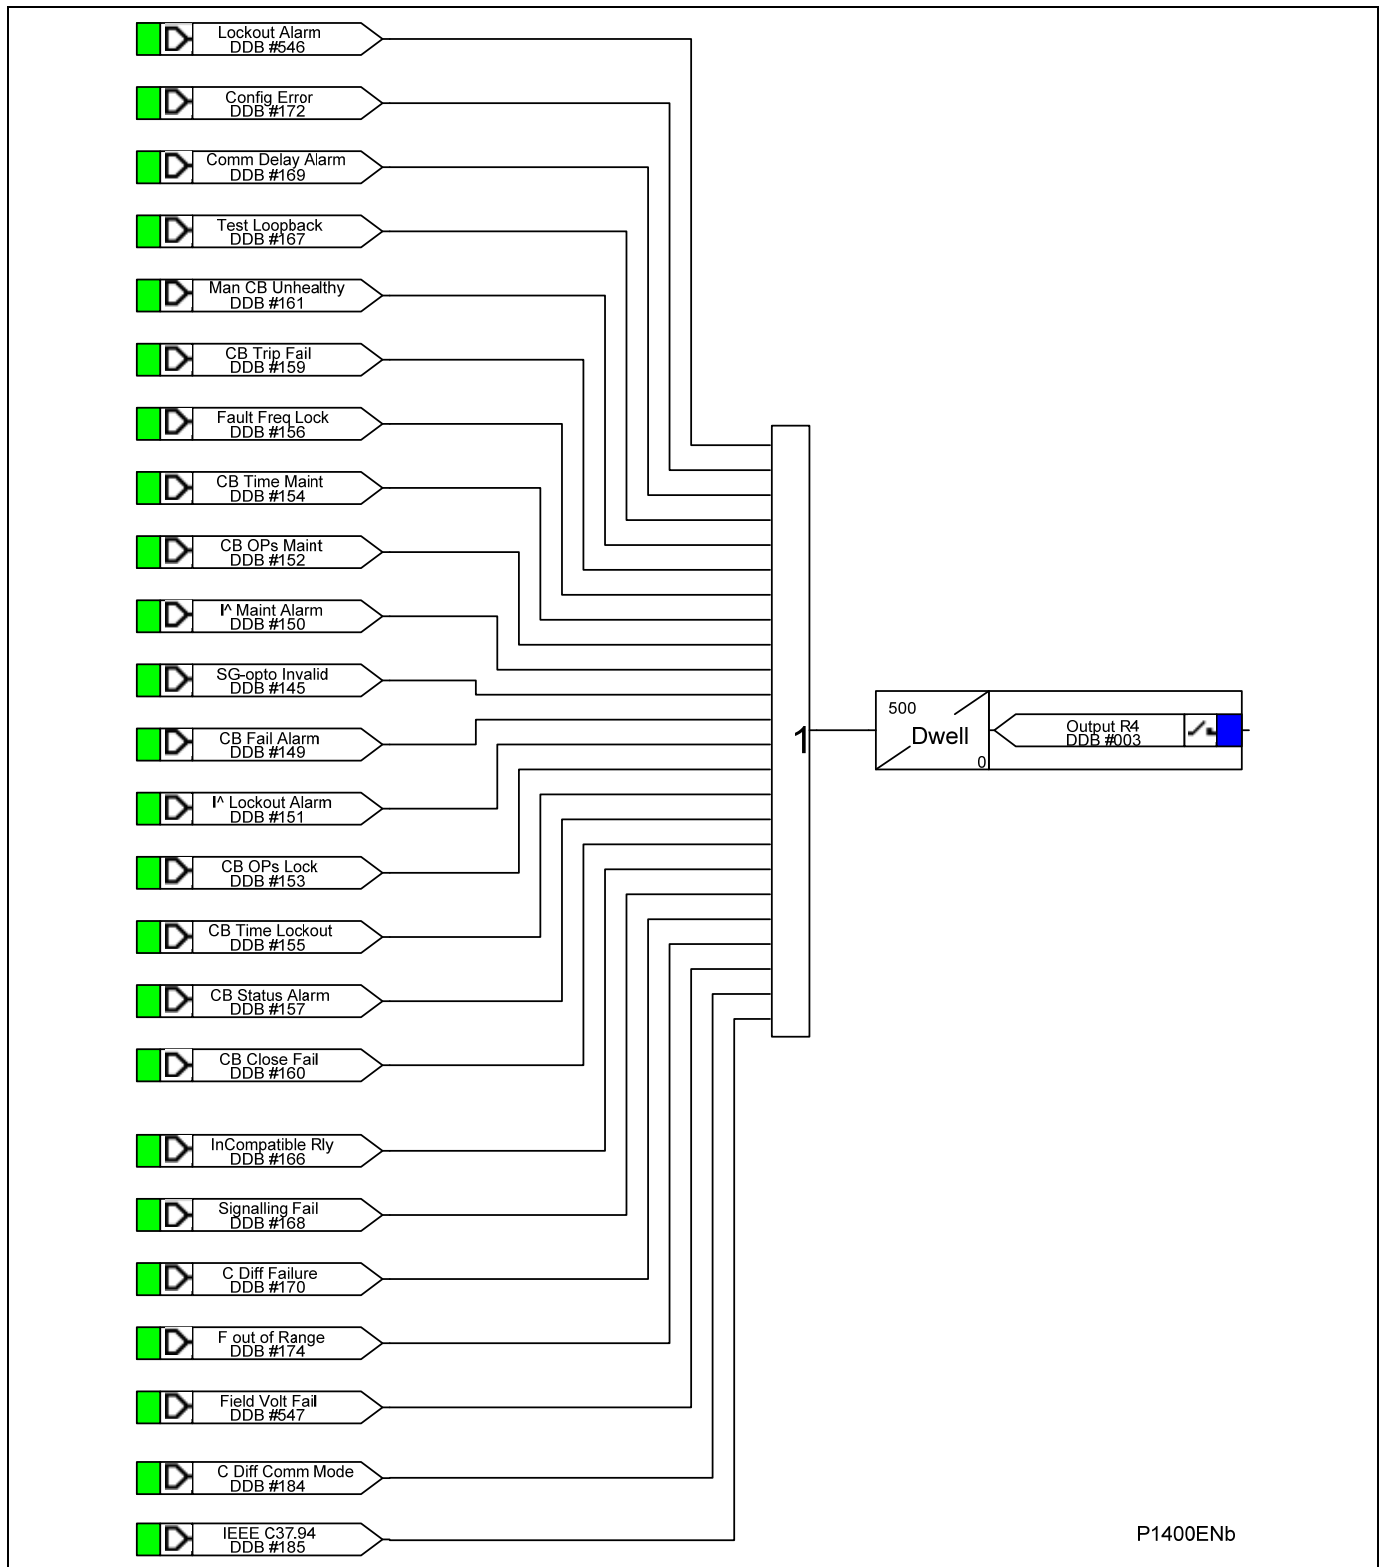 Lockout Alarm
DDB #546
Config Error
DDB #172
Comm Delay Alarm
DDB #169
Test Loopback
DDB #167
Man CB Unhealthy
DDB #161
CB Trip Fail
DDB #159
Fault Freq Lock
DDB #156
CB Time Maint
DDB #154
CB OPs Maint
DDB #152
I^ Maint Alarm
DDB #150
SG-opto Invalid
DDB #145
CB Fail Alarm
DDB #149
I^ Lockout Alarm
DDB #151
CB OPs Lock
DDB #153
CB Time Lockout
DDB #155
CB Status Alarm
DDB #157
CB Close Fail
DDB #160
InCompatible Rly
DDB #166
Signalling Fail
DDB #168
C Diff Failure
DDB #170
F out of Range
DDB #174
Field Volt Fail
DDB #547
C Diff Comm Mode
DDB #184
IEEE C37.94
DDB #185
1
500
Dwell
0
Output R4
DDB #003
P1400ENb